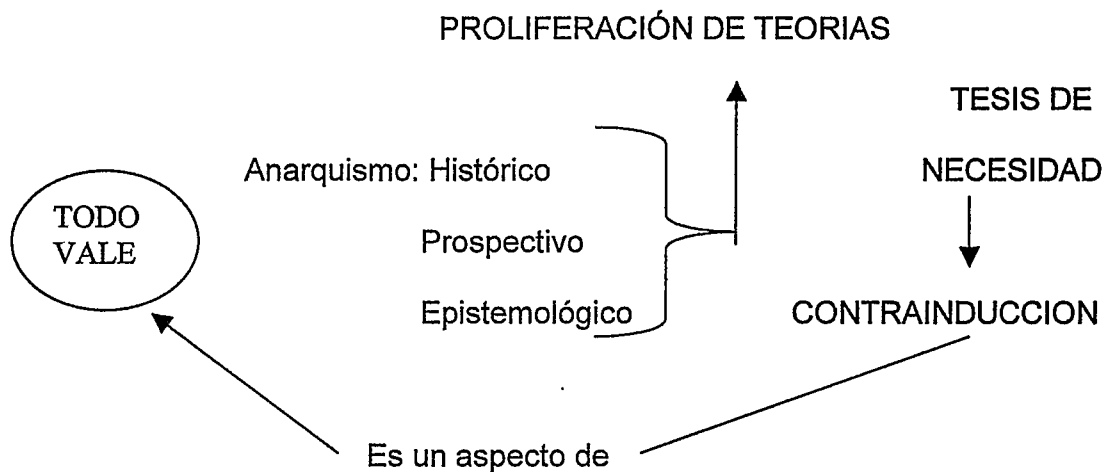 PROLIFERACIÓN DE TEORIAS
TESIS DE
NECESIDAD
Anarquismo: Histórico
Prospectivo
Epistemológico
TODO
VALE
CONTRAINDUCCION
Es un aspecto de